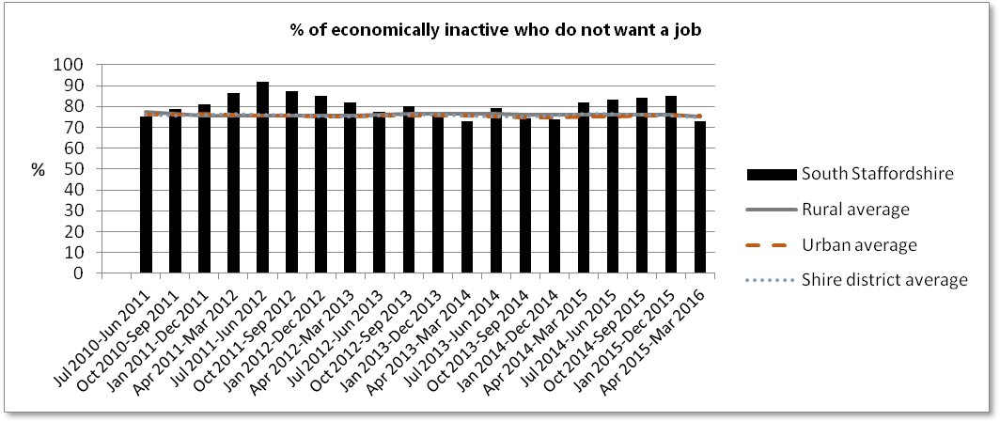 % of economically inactive who do not want a job
100
90
80
70
60
50
40
30
20
10
0
%
Jul 2010-Jun 2011
Oct 2010-Sep 2011
Jan 2011-Dec 2011
Apr 2011-Mar 2012
Jul 2011-Jun 2012
Oct 2011-Sep 2012
Jan 2012-Dec 2012
Apr 2012-Mar 2013
Jul 2012-Jun 2013
Oct 2012-Sep 2013
Jan 2013-Dec 2013
Apr 2013-Mar 2014
Jul 2013-Jun 2014
Oct 2013-Sep 2014
Jan 2014-Dec 2014
Apr 2014-Mar 2015
Jul 2014-Jun 2015
Oct 2014-Sep 2015
Jan 2015-Dec 2015
Apr 2015-Mar 2016
South Staffordshire
Rural average
Urban average
Shire district average